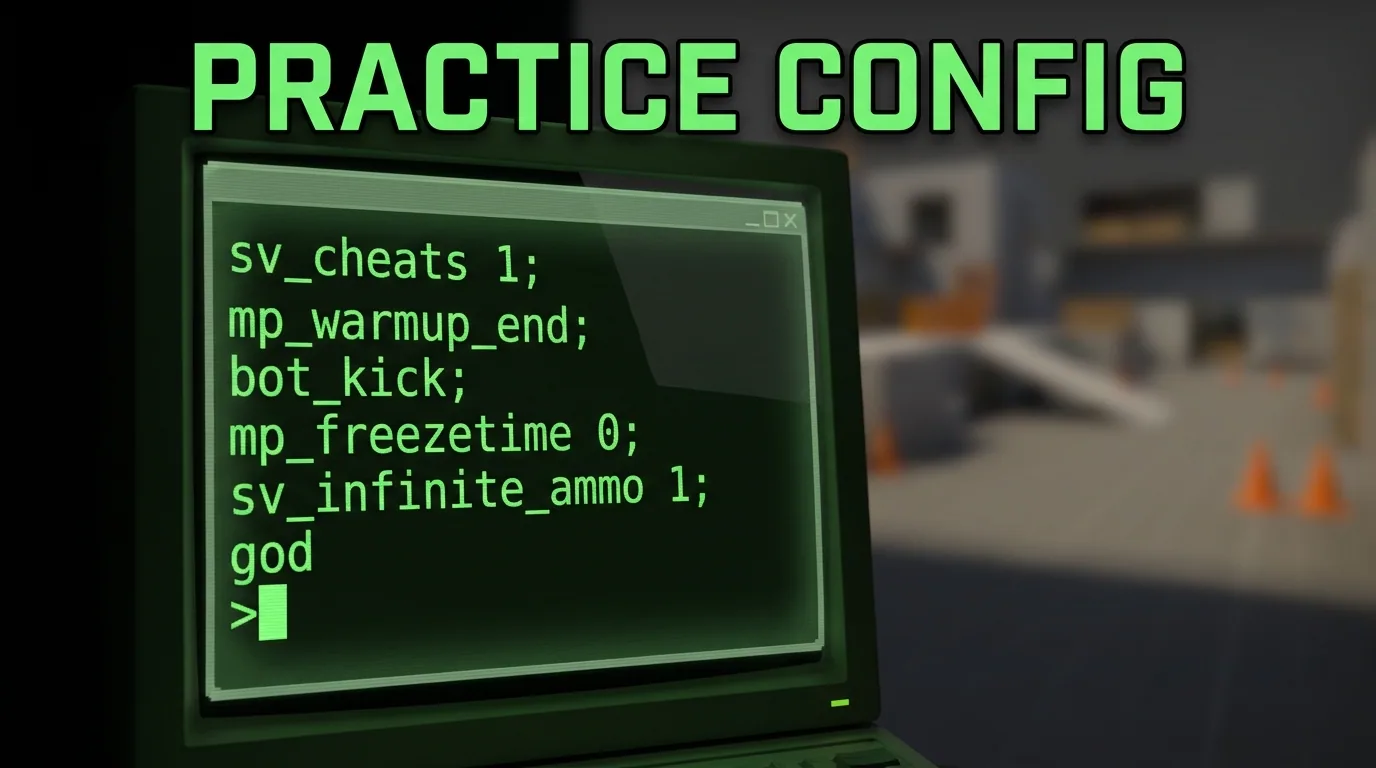 PRACTICE CONFIG
sv_cheats 1;
mp_warmup_end;
bot_kick;
mp_freezetime 0;
sv_infinite_ammo 1;
god
>